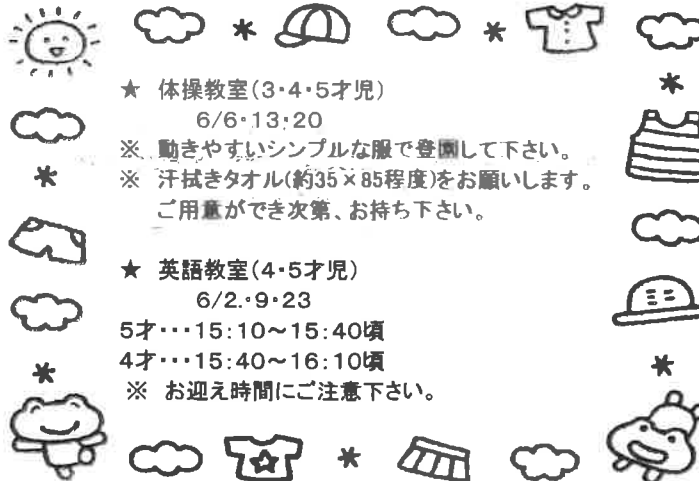 ★ 体操教室(3・4・5才児)
6/6・13・20
※ 動きやすいシンプルな服で登園して下さい。
※ 汗拭きタオル(約35×85程度)をお願いします。
ご用意ができ次第、お持ち下さい。
★ 英語教室(4・5才児)
6/2.・9・23
5才・・・15:10～15:40頃
4才・・・15:40～16:10頃
※ お迎え時間にご注意下さい。